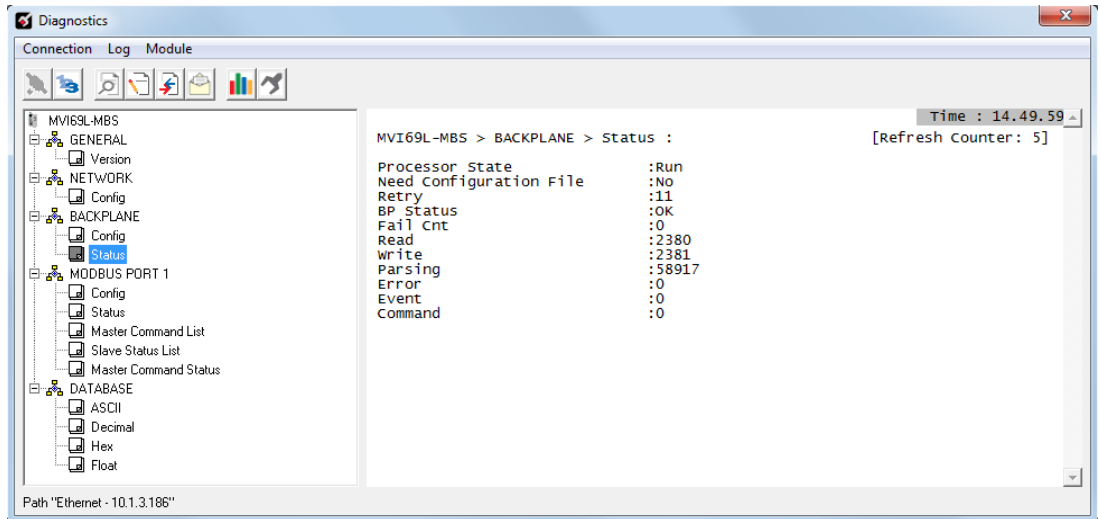 Diagnostics
Connection Log Module
MVI69L-MBS
GENERAL
Version
NETWORK
Config
BACKPLANE
Config
Status
MODBUS PORT 1
Config
Status
Master Command List
Slave Status List
Master Command Status
DATABASE
ASCII
Decimal
Hex
Float
Time : 14.49.59
MVI69L-MBS > BACKPLANE > Status : [Refresh Counter: 5]
Processor State :Run
Need Configuration File :No
Retry :11
BP Status :OK
Fail Cnt :0
Read :2380
Write :2381
Parsing :58917
Error :0
Event :0
Command :0
Path "Ethernet - 10.1.3.186"